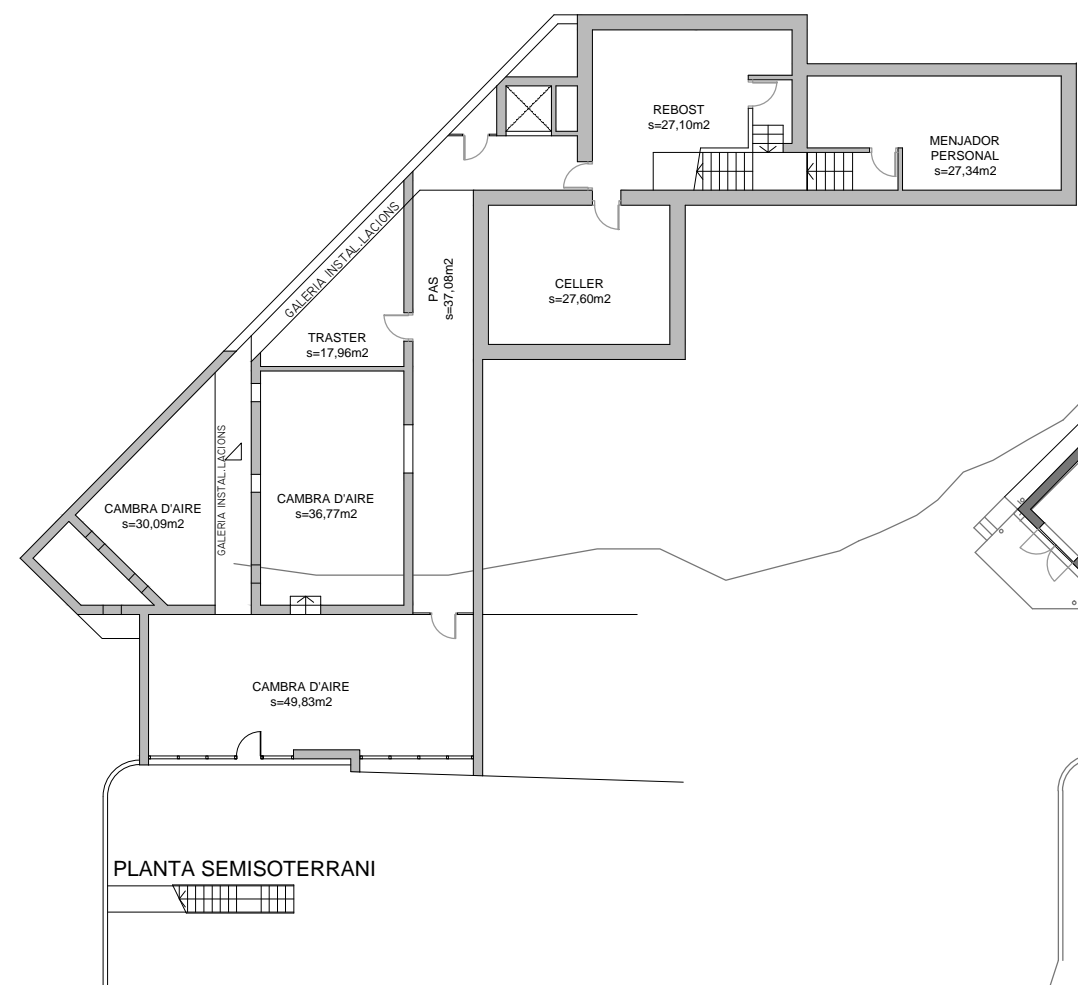 REBOST
s=27,10m2
MENJADOR
PERSONAL
s=27,34m2
GALERIA INSTAL.LACIONS
PAS
s=37,08m2
CELLER
s=27,60m2
TRASTER
s=17,96m2
GALERIA INSTAL.LACIONS
CAMBRA D'AIRE
s=30,09m2
CAMBRA D'AIRE
s=36,77m2
CAMBRA D'AIRE
s=49,83m2
PLANTA SEMISOTERRANI